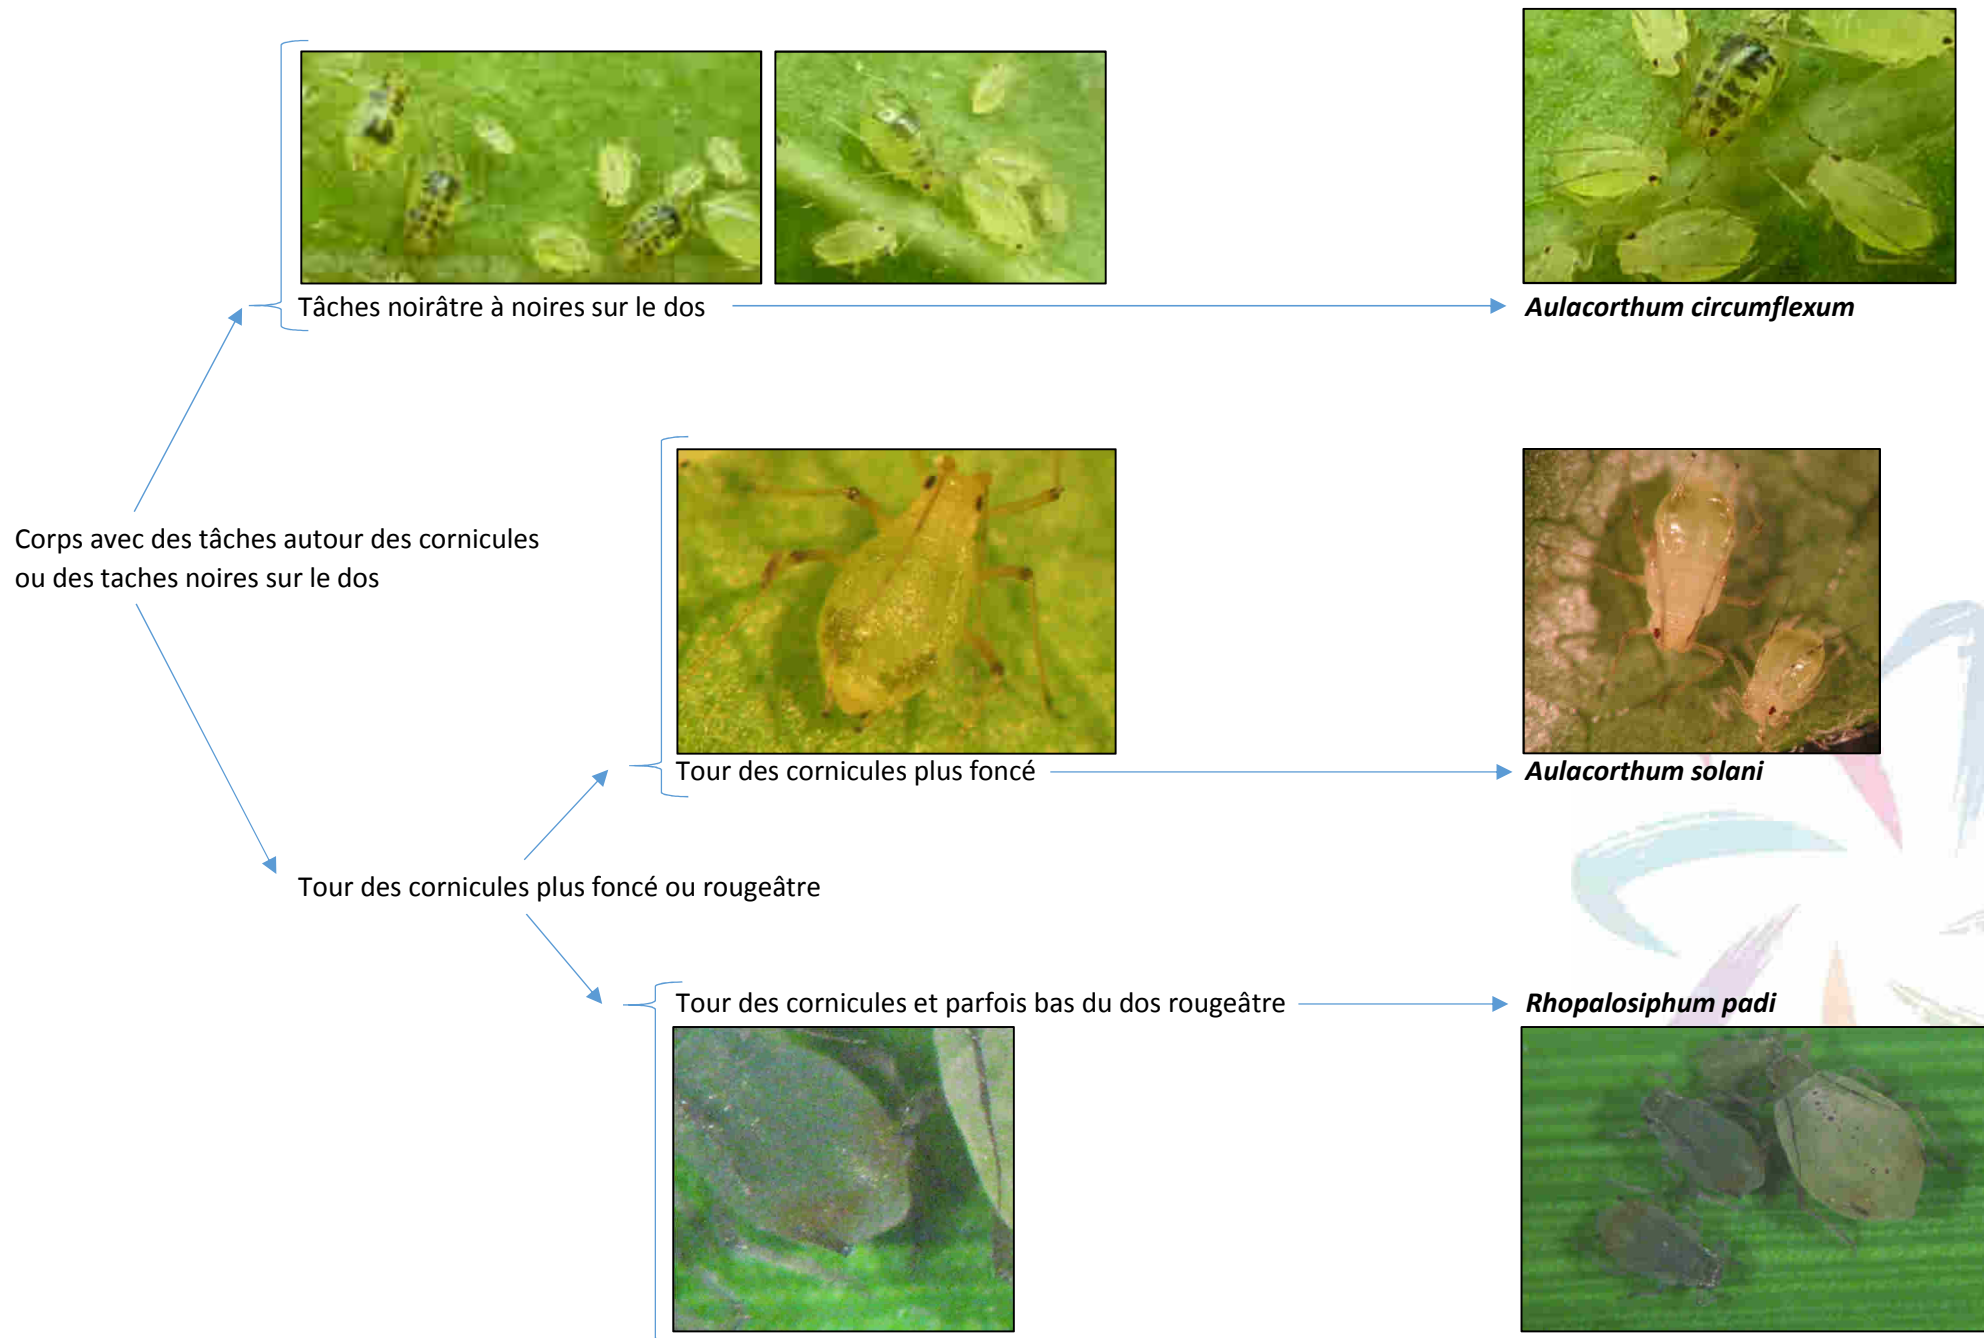 Tâches noirâtre à noires sur le dos
Aulacorthum circumflexum
Corps avec des tâches autour des cornicules
ou des taches noires sur le dos
Tour des cornicules plus foncé
Aulacorthum solani
Tour des cornicules plus foncé ou rougeâtre
Tour des cornicules et parfois bas du dos rougeâtre
Rhopalosiphum padi